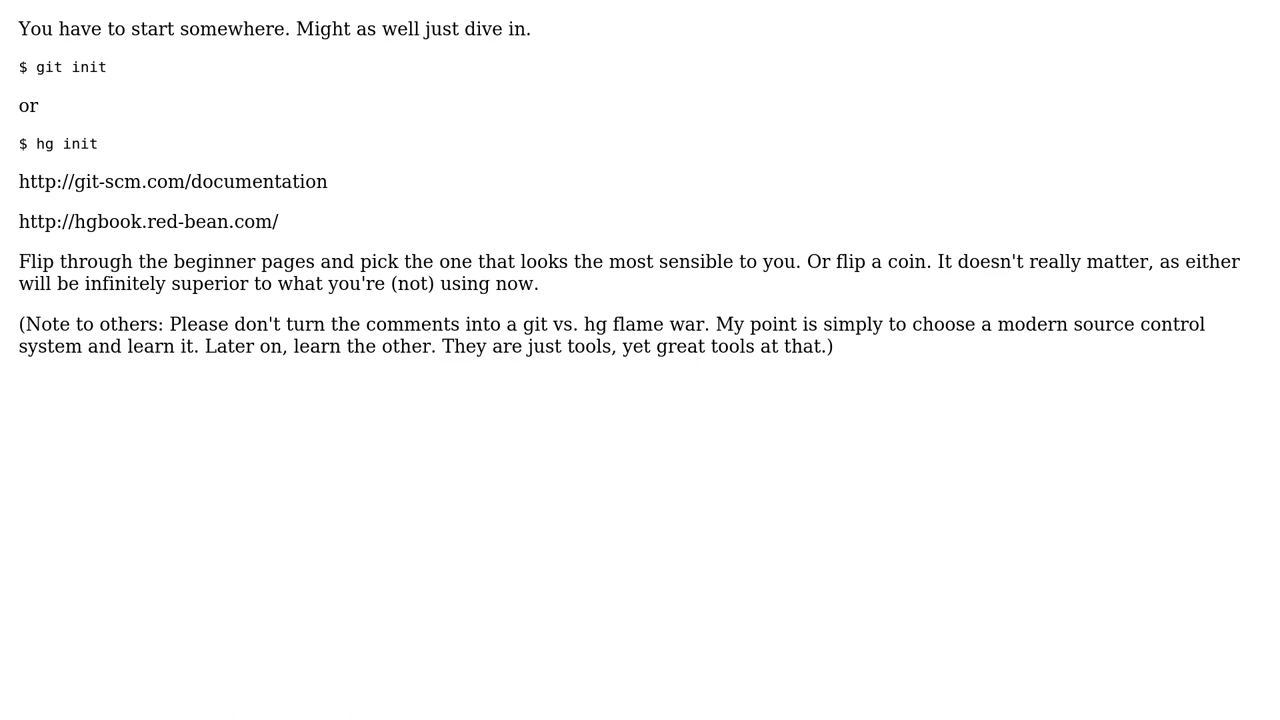 You have to start somewhere. Might as well just dive in.
$ git init
or
$ hg init
http://git-scm.com/documentation
http://hgbook.red-bean.com/
Flip through the beginner pages and pick the one that looks the most sensible to you. Or flip a coin. It doesn't really matter, as either
will be infinitely superior to what you're (not) using now.
(Note to others: Please don't turn the comments into a git vs. hg flame war. My point is simply to choose a modern source control
system and learn it. Later on, learn the other. They are just tools, yet great tools at that.)